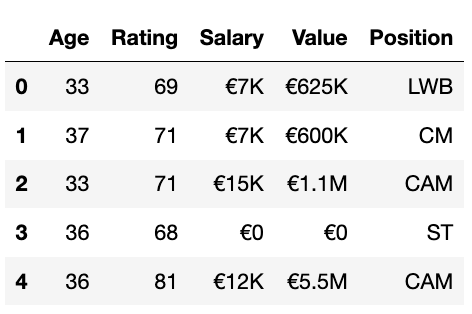 Age Rating Salary Value Position
0 33 69 €7K €625K LWB
1 37 71 €7K €600K CM
2 33 71 €15K €1.1M CAM
3 36 68 €0 €0 ST
4 36 81 €12K €5.5M CAM